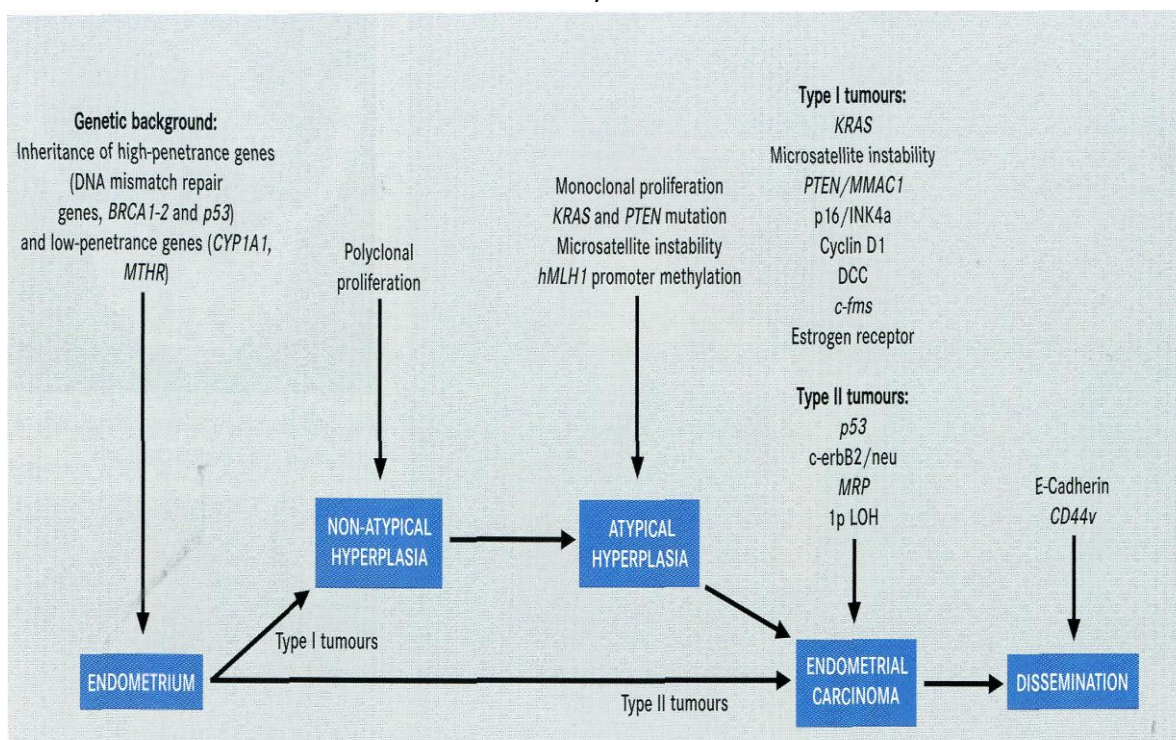 Genetic background:
Inheritance of high-penetrance genes
(DNA mismatch repair
genes, BRCA1-2 and p53)
and low-penetrance genes (CYP1A1,
MTHR)
Polyclonal
proliferation
Monoclonal proliferation
KRAS and PTEN mutation
Microsatellite instability
hMLH1 promoter methylation
Type I tumours:
KRAS
Microsatellite instability
PTEN/MMAC1
p16/INK4a
Cyclin D1
DCC
c-fms
Estrogen receptor
Type II tumours:
p53
c-erbB2/neu
MRP
1p LOH
E-Cadherin
CD44v
NON-ATYPICAL
HYPERPLASIA
ATYPICAL
HYPERPLASIA
Type I tumours
ENDOMETRIUM
Type II tumours
ENDOMETRIAL
CARCINOMA
DISSEMINATION